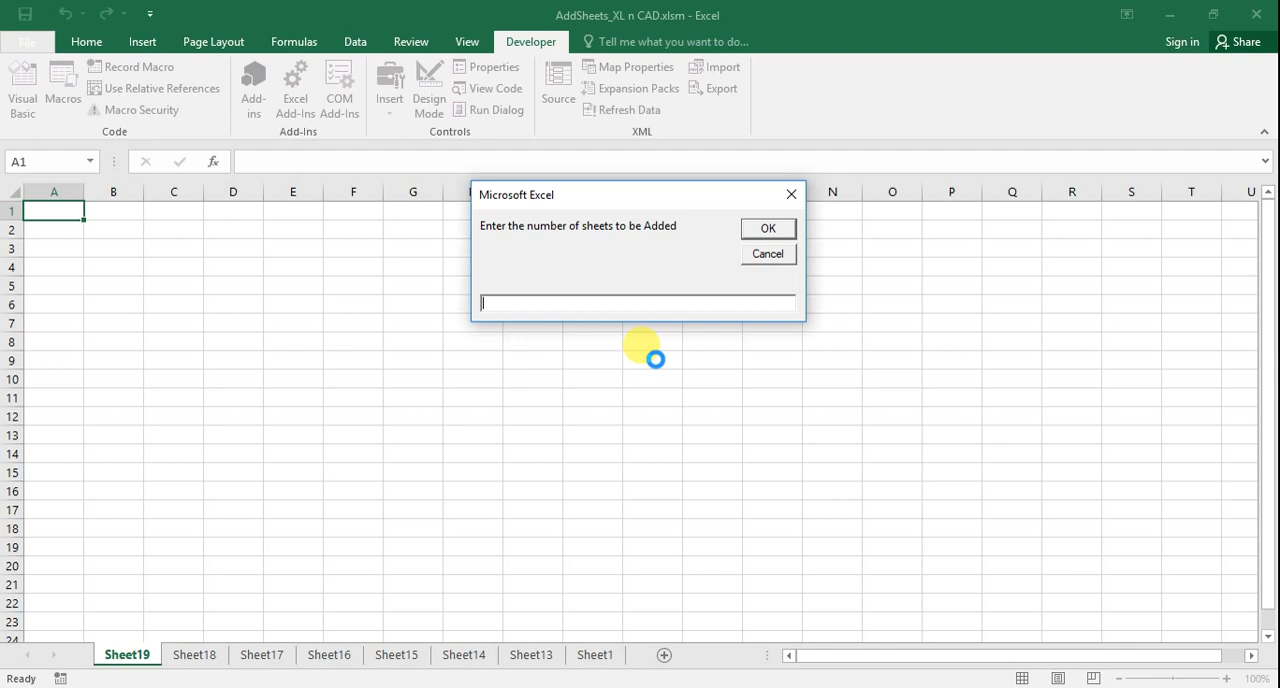 AddSheets_XL n CAD.xlsm - Excel
File Home Insert Page Layout Formulas Data Review View Developer Tell me what you want to do... Sign in Share
Visual Basic
Macros
Record Macro
Use Relative References
Macro Security
Code
Add-ins
Excel Add-Ins
COM Add-Ins
Add-Ins
Insert
Design Mode
Properties
View Code
Run Dialog
Controls
Source
Map Properties
Expansion Packs
Refresh Data
Import
Export
XML
A1 fx
A B C D E F G N O P Q R S T U
Microsoft Excel
Enter the number of sheets to be Added
OK
Cancel
1
2
3
4
5
6
7
8
9
10
11
12
13
14
15
16
17
18
19
20
21
22
23
24
Sheet19 Sheet18 Sheet17 Sheet16 Sheet15 Sheet14 Sheet13 Sheet1
Ready 100%